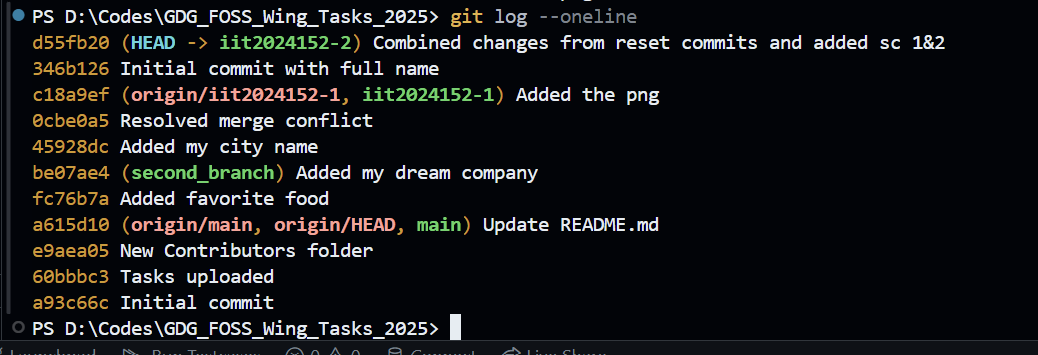 PS D:\Codes\GDG_FOSS_Wing_Tasks_2025> git log --oneline
d55fb20 (HEAD -> iit2024152-2) Combined changes from reset commits and added sc 1&2
346b126 Initial commit with full name
c18a9ef (origin/iit2024152-1, iit2024152-1) Added the png
0cbe0a5 Resolved merge conflict
45928dc Added my city name
be07ae4 (second_branch) Added my dream company
fc76b7a Added favorite food
a615d10 (origin/main, origin/HEAD, main) Update README.md
e9aea05 New Contributors folder
60bbbc3 Tasks uploaded
a93c66c Initial commit
PS D:\Codes\GDG_FOSS_Wing_Tasks_2025>